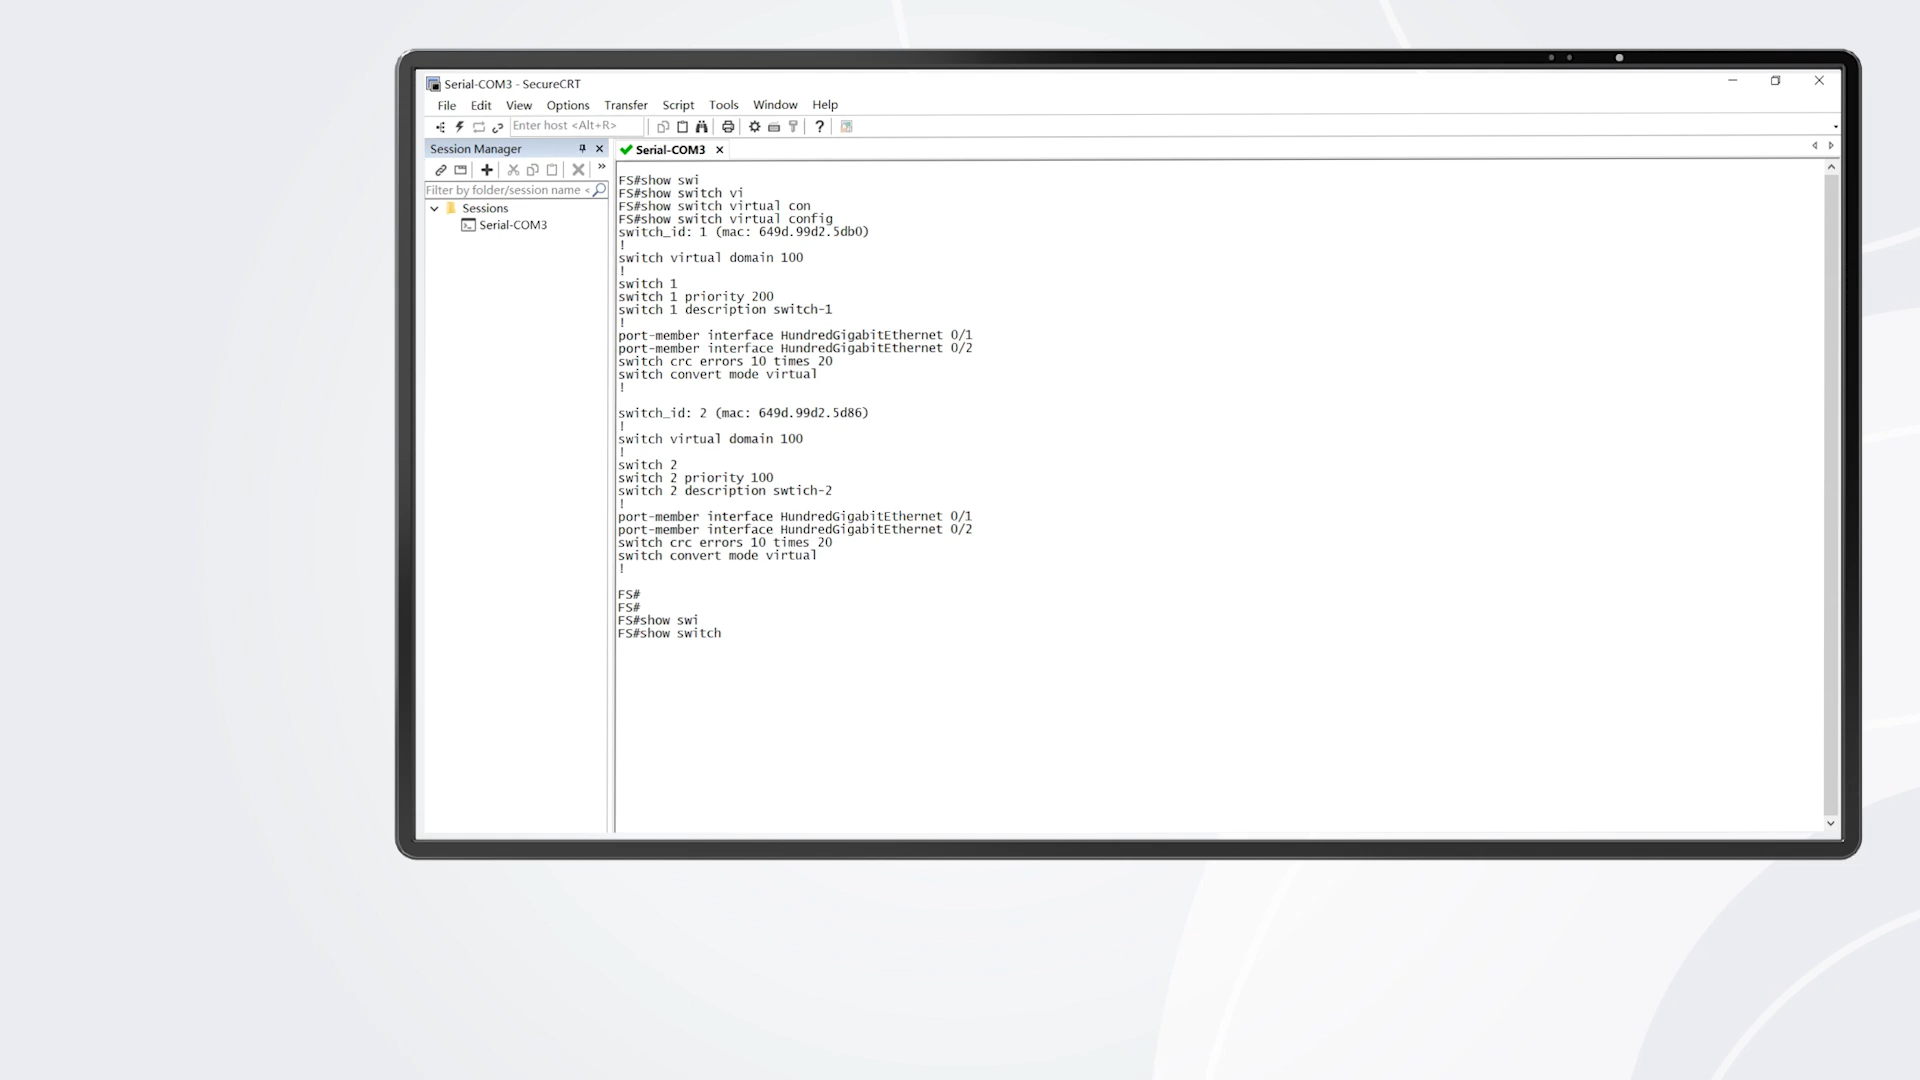 Serial-COM3 - SecureCRT
File Edit View Options Transfer Script Tools Window Help
Enter host <Alt+R>
Session Manager
Serial-COM3
Filter by folder/session name <
Sessions
Serial-COM3
FS#show swi
FS#show switch vi
FS#show switch virtual con
FS#show switch virtual config
switch_id: 1 (mac: 649d.99d2.5db0)
!
switch virtual domain 100
!
switch 1
switch 1 priority 200
switch 1 description switch-1
!
port-member interface HundredGigabitEthernet 0/1
port-member interface HundredGigabitEthernet 0/2
switch crc errors 10 times 20
switch convert mode virtual
!
switch_id: 2 (mac: 649d.99d2.5d86)
!
switch virtual domain 100
!
switch 2
switch 2 priority 100
switch 2 description swtich-2
!
port-member interface HundredGigabitEthernet 0/1
port-member interface HundredGigabitEthernet 0/2
switch crc errors 10 times 20
switch convert mode virtual
!
FS#
FS#
FS#show swi
FS#show switch